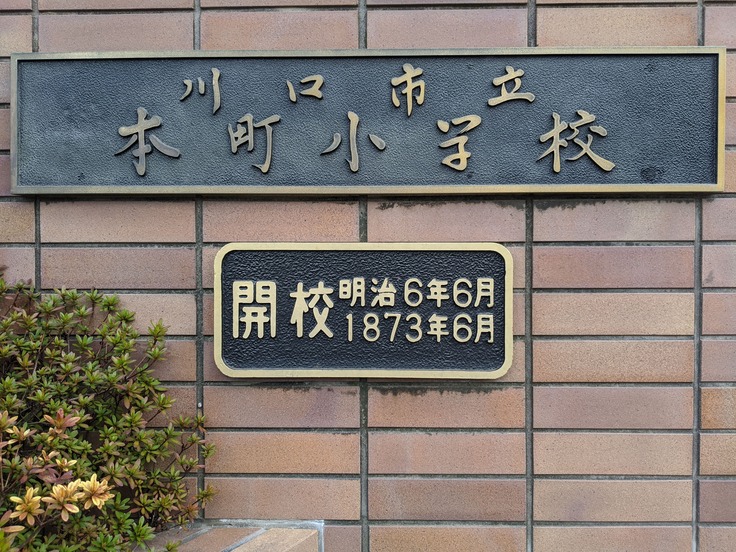 川口市立
本町小学校
開校 明治6年6月
1873年6月